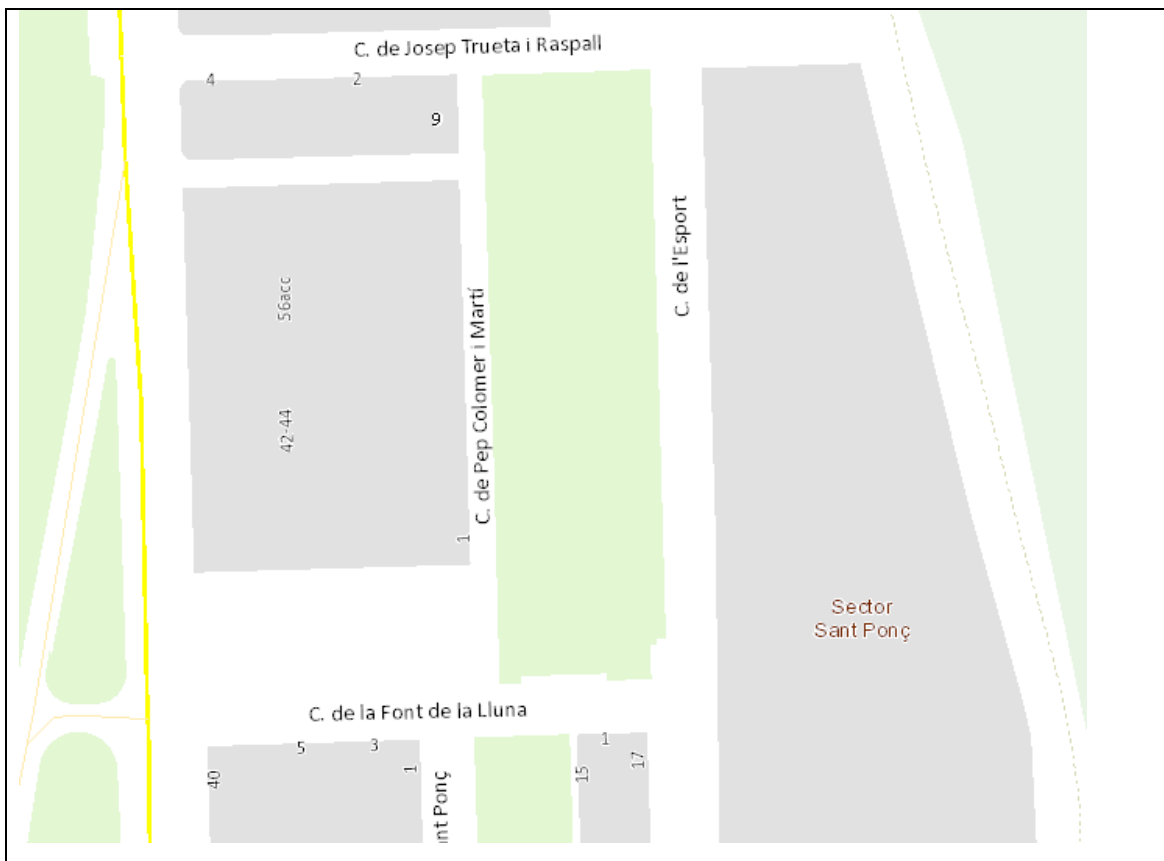 C. de Josep Trueta i Raspall
4
2
9
C. de l'Esport
56acc
C. de Pep Colomer i Martí
42-44
1
Sector
Sant Ponç
C. de la Font de la Lluna
5
3
1
1
40
15
17
Ponç